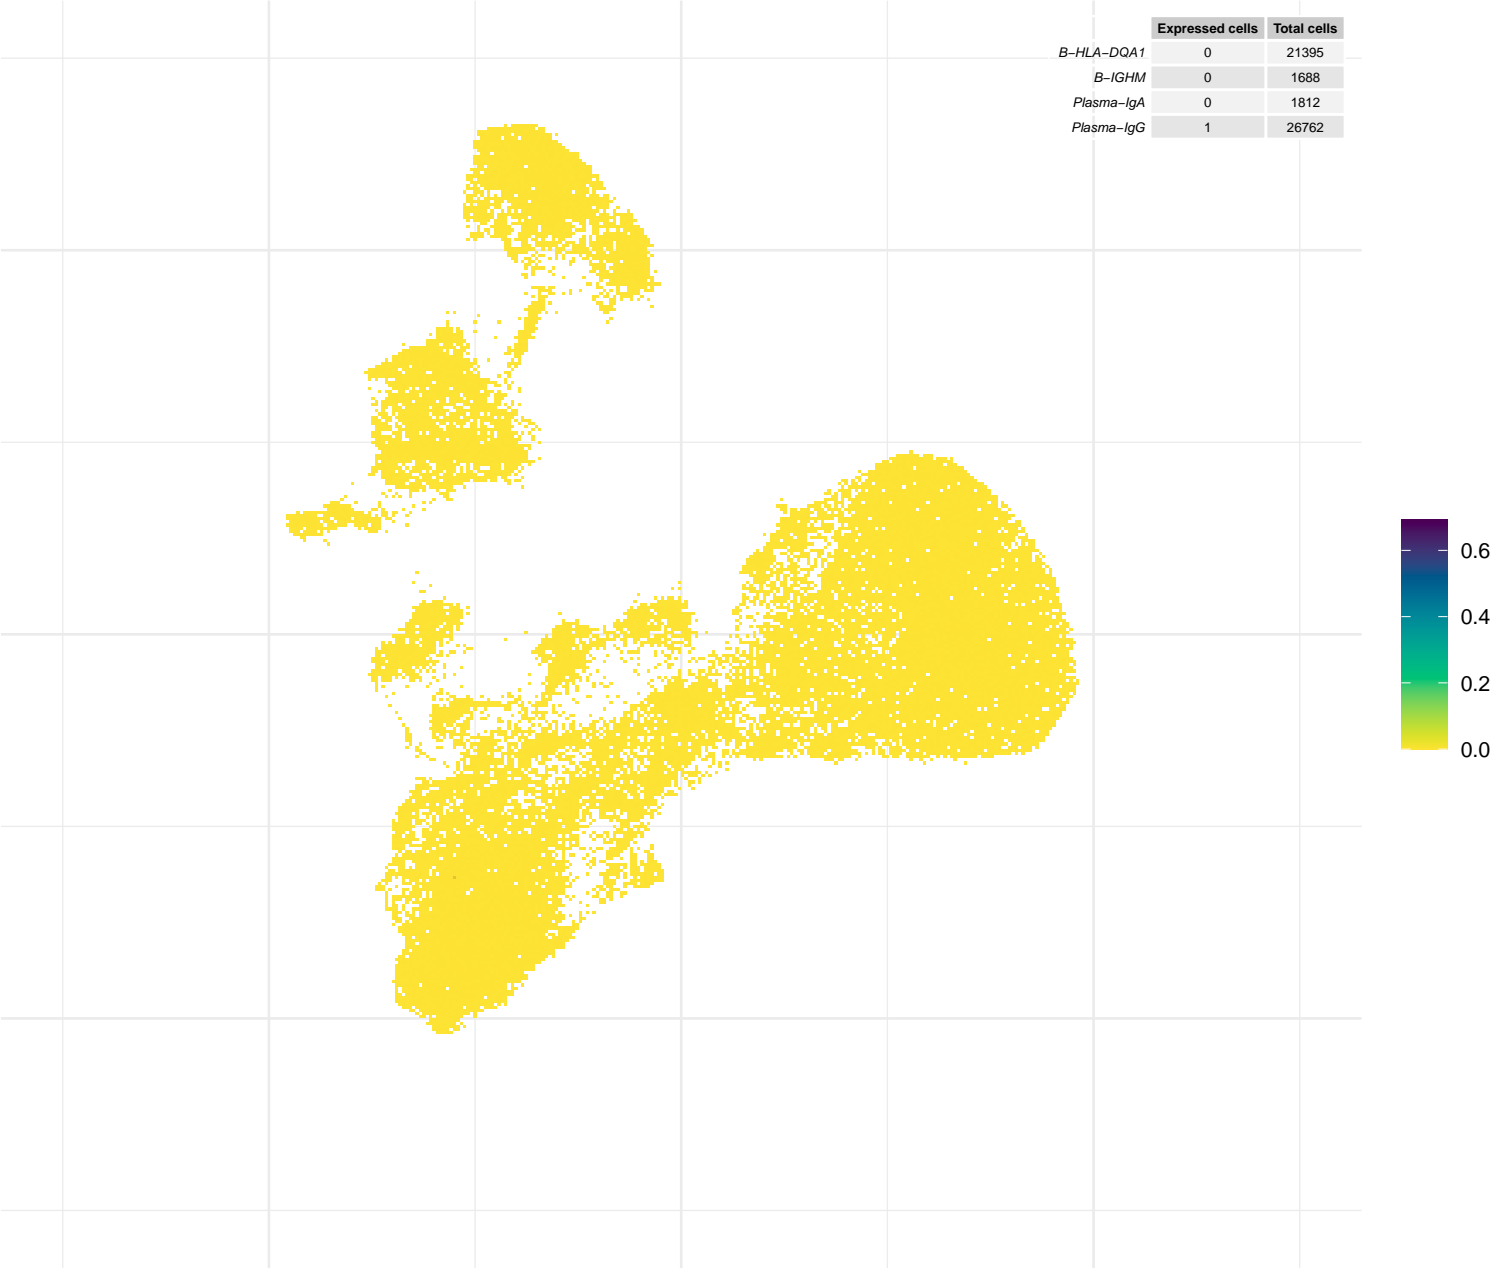 Expressed cells Total cells
B−HLA−DQA1 0 21395
B−IGHM 0 1688
Plasma−IgA 0 1812
Plasma−IgG 1 26762
0.6
0.4
0.2
0.0